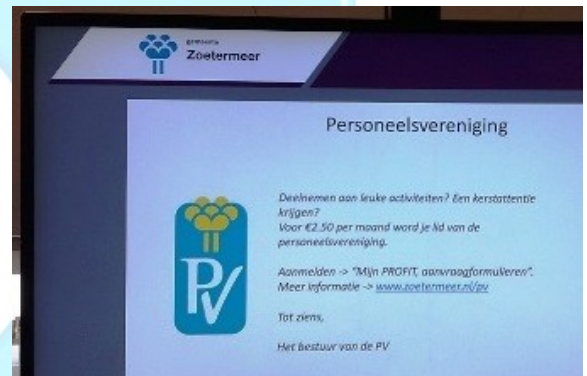 gemeente
Zoetermeer
Personeelsvereniging
Deelnemen aan leuke activiteiten? Een kerstattentie
krijgen?
Voor €2.50 per maand word je lid van de
personeelsvereniging.
Aanmelden -> "Mijn PROFIT, aanvraagformulieren".
Meer informatie -> www.zoetermeer.nl/pv
Tot ziens,
Het bestuur van de PV
PV